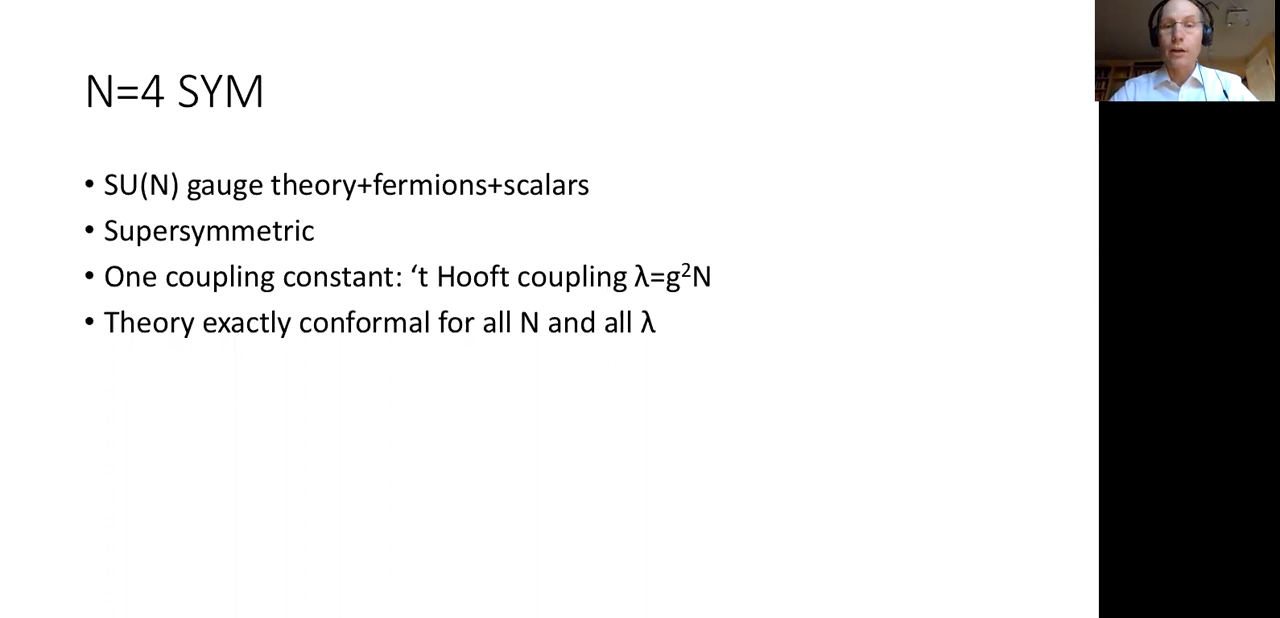 N=4 SYM
• SU(N) gauge theory+fermions+scalars
• Supersymmetric
• One coupling constant: ‘t Hooft coupling λ=g²N
• Theory exactly conformal for all N and all λ